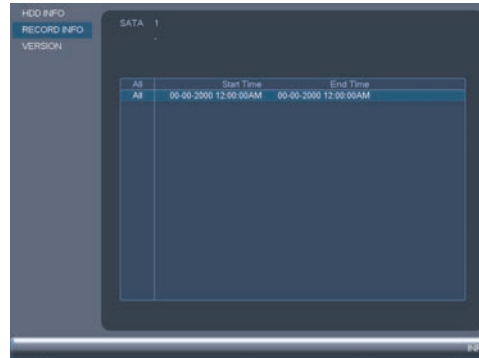 HDD INFO
RECORD INFO
VERSION
SATA 1
-
All Start Time End Time
All 00-00-2000 12:00:00AM 00-00-2000 12:00:00AM